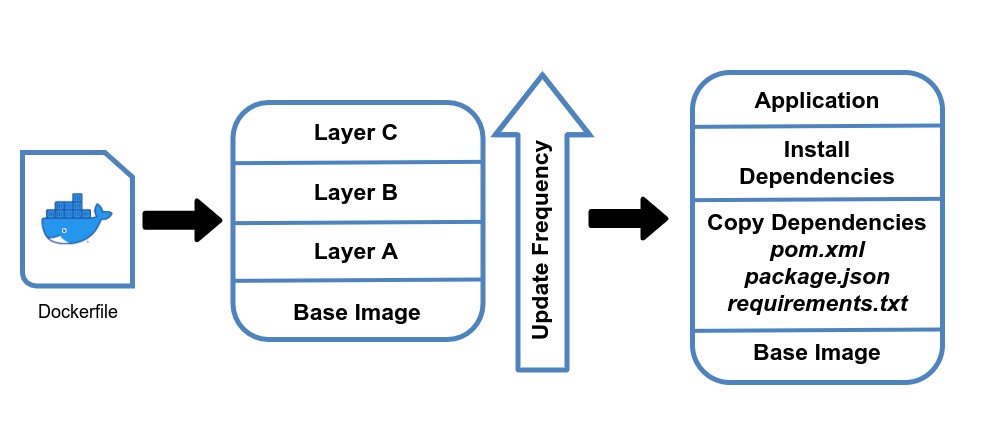 Dockerfile
Layer C
Layer B
Layer A
Base Image
Update Frequency
Application
Install
Dependencies
Copy Dependencies
pom.xml
package.json
requirements.txt
Base Image